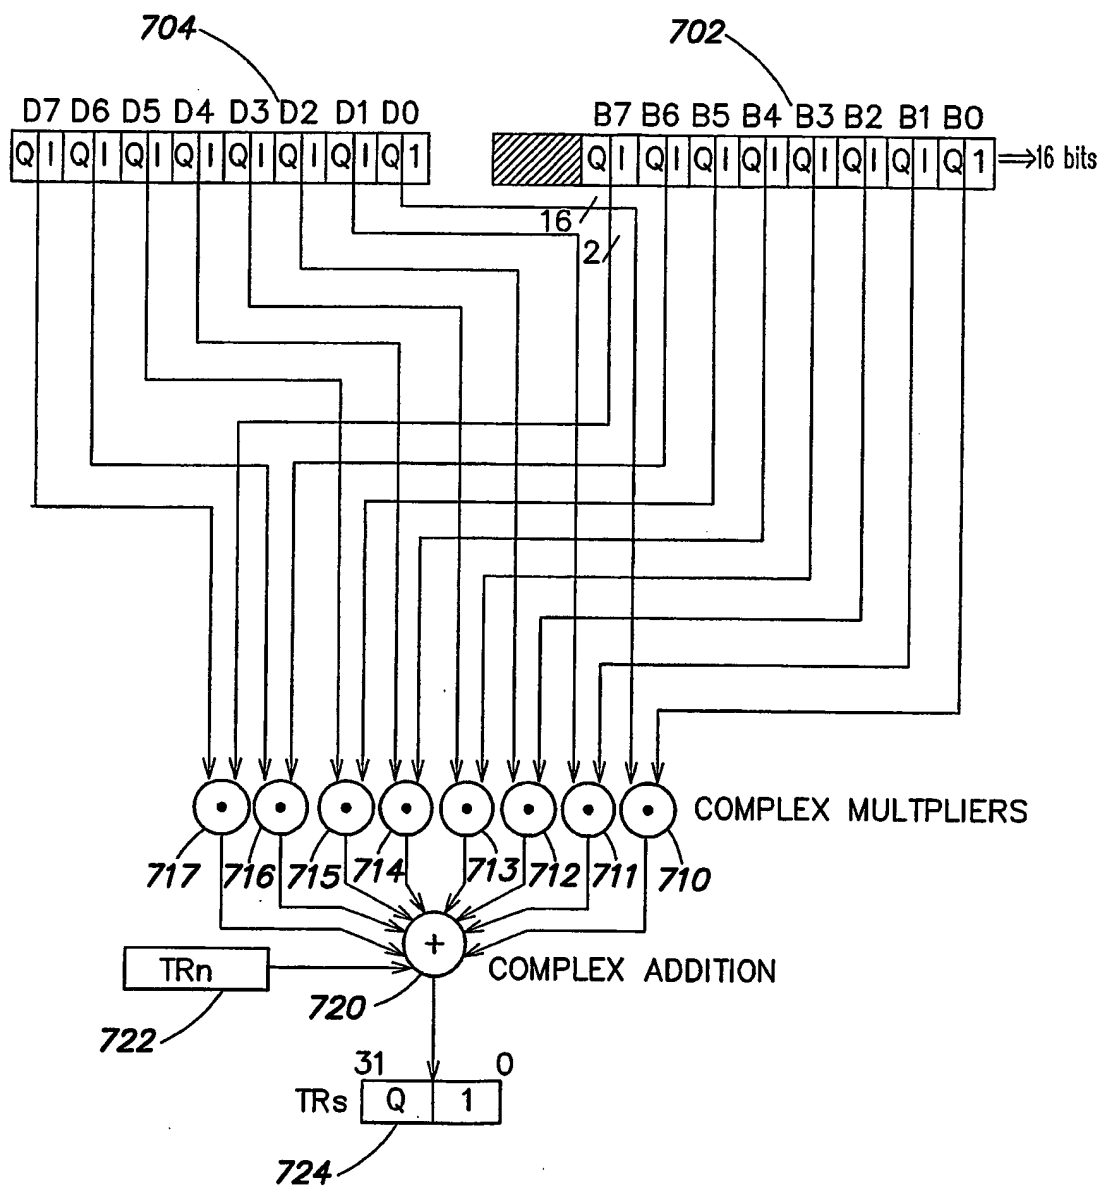 704 702
D7 D6 D5 D4 D3 D2 D1 D0 B7 B6 B5 B4 B3 B2 B1 B0
Q I Q I Q I Q I Q I Q I Q I Q 1 Q I Q I Q I Q I Q I Q I Q I Q 1 ⇒16 bits
16
2
COMPLEX MULTPLIERS
717 716 715 714 713 712 711 710
+
TRn COMPLEX ADDITION
720
722
31 0
TRs Q 1
724